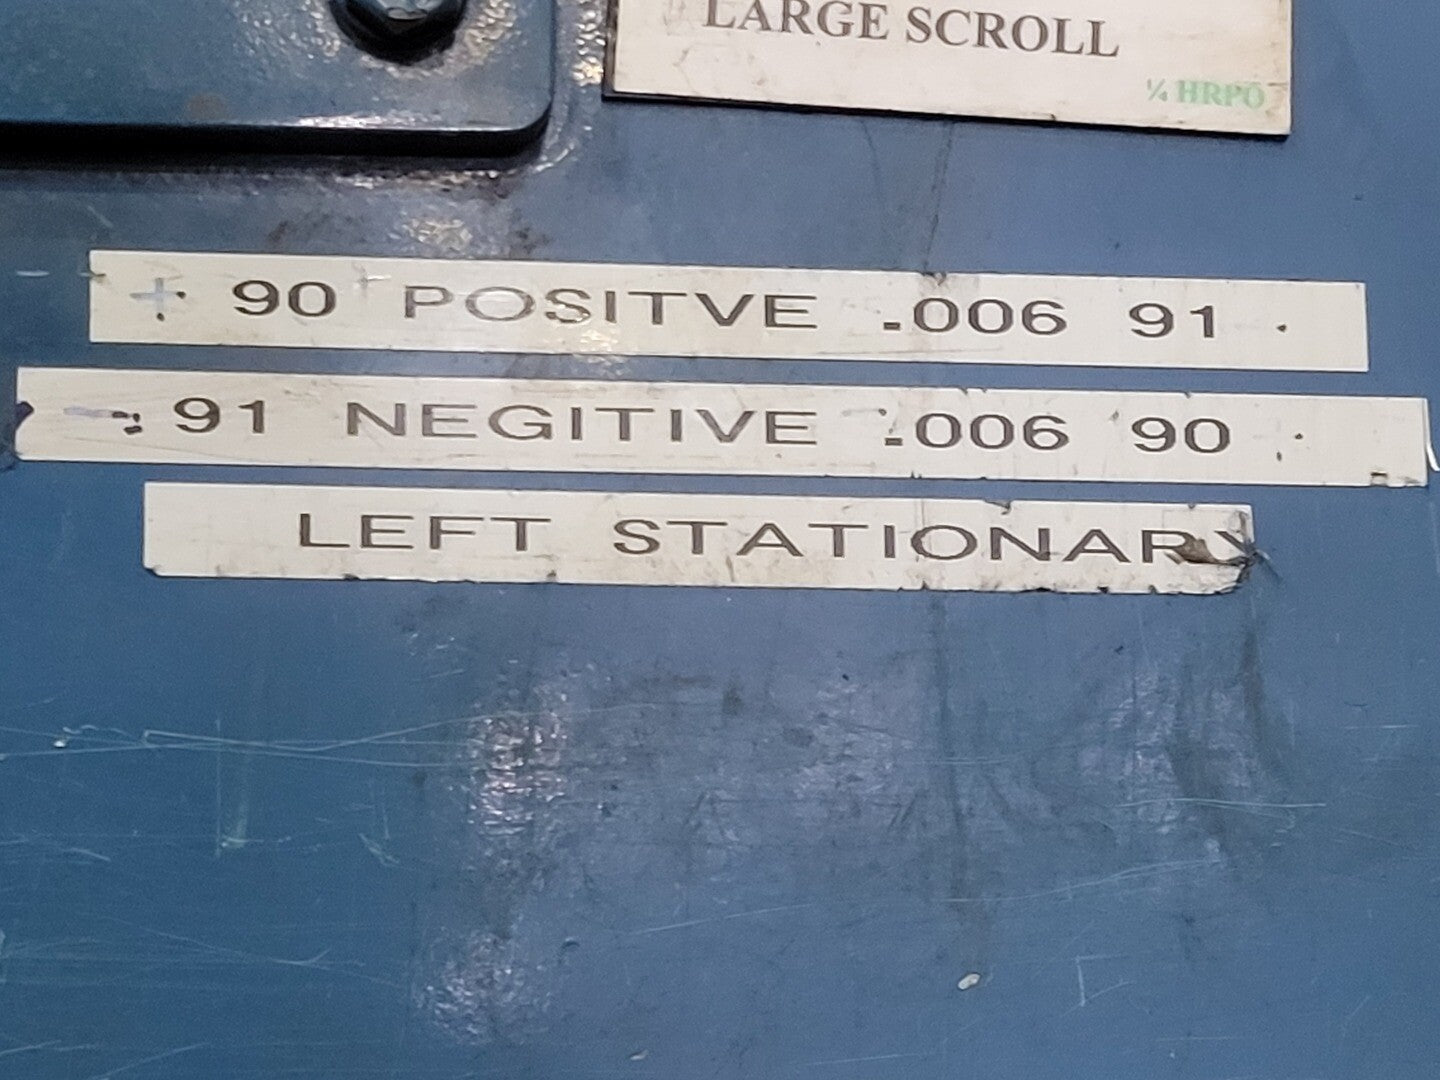 LARGE SCROLL
¼ HRPO
+ 90 POSITVE .006 91 .
- 91 NEGITIVE .006 90 .
LEFT STATIONARY